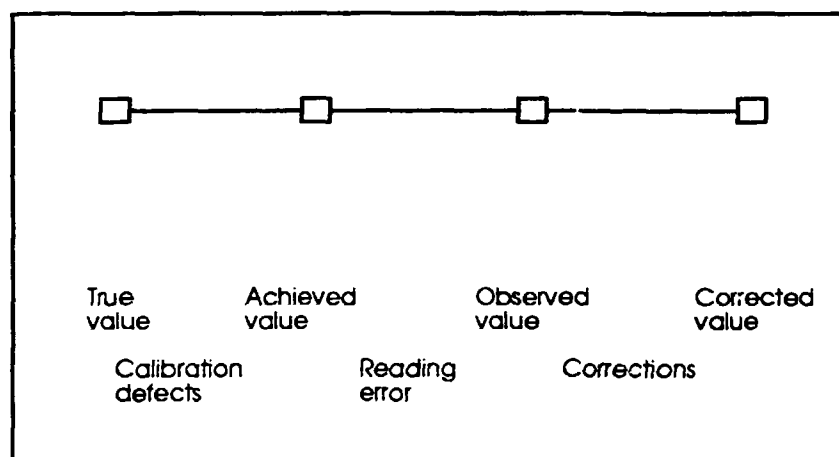 True value
Achieved value
Observed value
Corrected value
Calibration defects
Reading error
Corrections